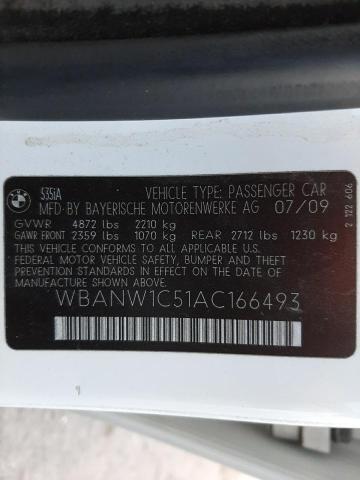 BMW
535iA VEHICLE TYPE: PASSENGER CAR
MFD BY BAYERISCHE MOTORENWERKE AG 07/09
GVWR 4872 lbs 2210 kg
GAWR FRONT 2359 lbs 1070 kg REAR 2712 lbs 1230 kg
THIS VEHICLE CONFORMS TO ALL APPLICABLE U.S.
FEDERAL MOTOR VEHICLE SAFETY, BUMPER AND THEFT
PREVENTION STANDARDS IN EFFECT ON THE DATE OF
MANUFACTURE SHOWN ABOVE.
WBANW1C51AC166493
2 122 606